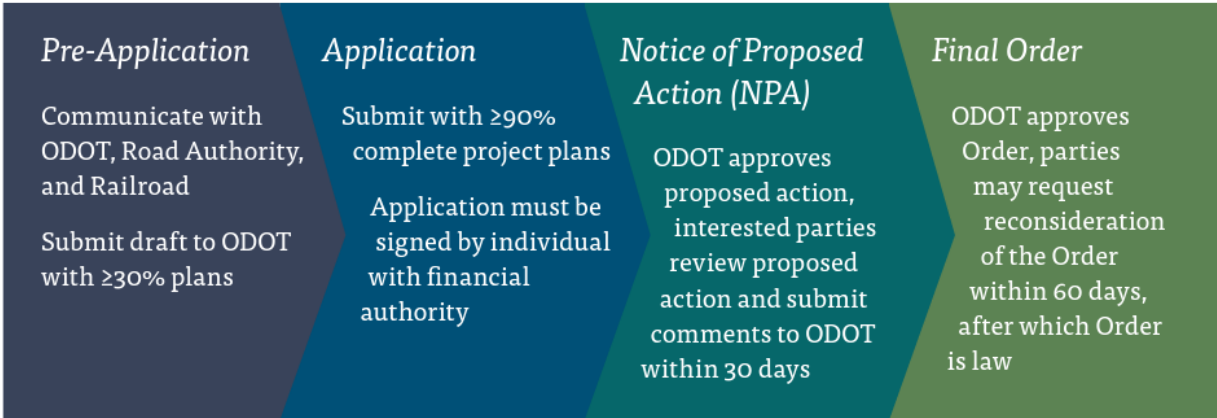 Pre-Application
Communicate with
ODOT, Road Authority,
and Railroad
Submit draft to ODOT
with ≥30% plans
Application
Submit with ≥90%
complete project plans
Application must be
signed by individual
with financial
authority
Notice of Proposed
Action (NPA)
ODOT approves
proposed action,
interested parties
review proposed
action and submit
comments to ODOT
within 30 days
Final Order
ODOT approves
Order, parties
may request
reconsideration
of the Order
within 60 days,
after which Order
is law